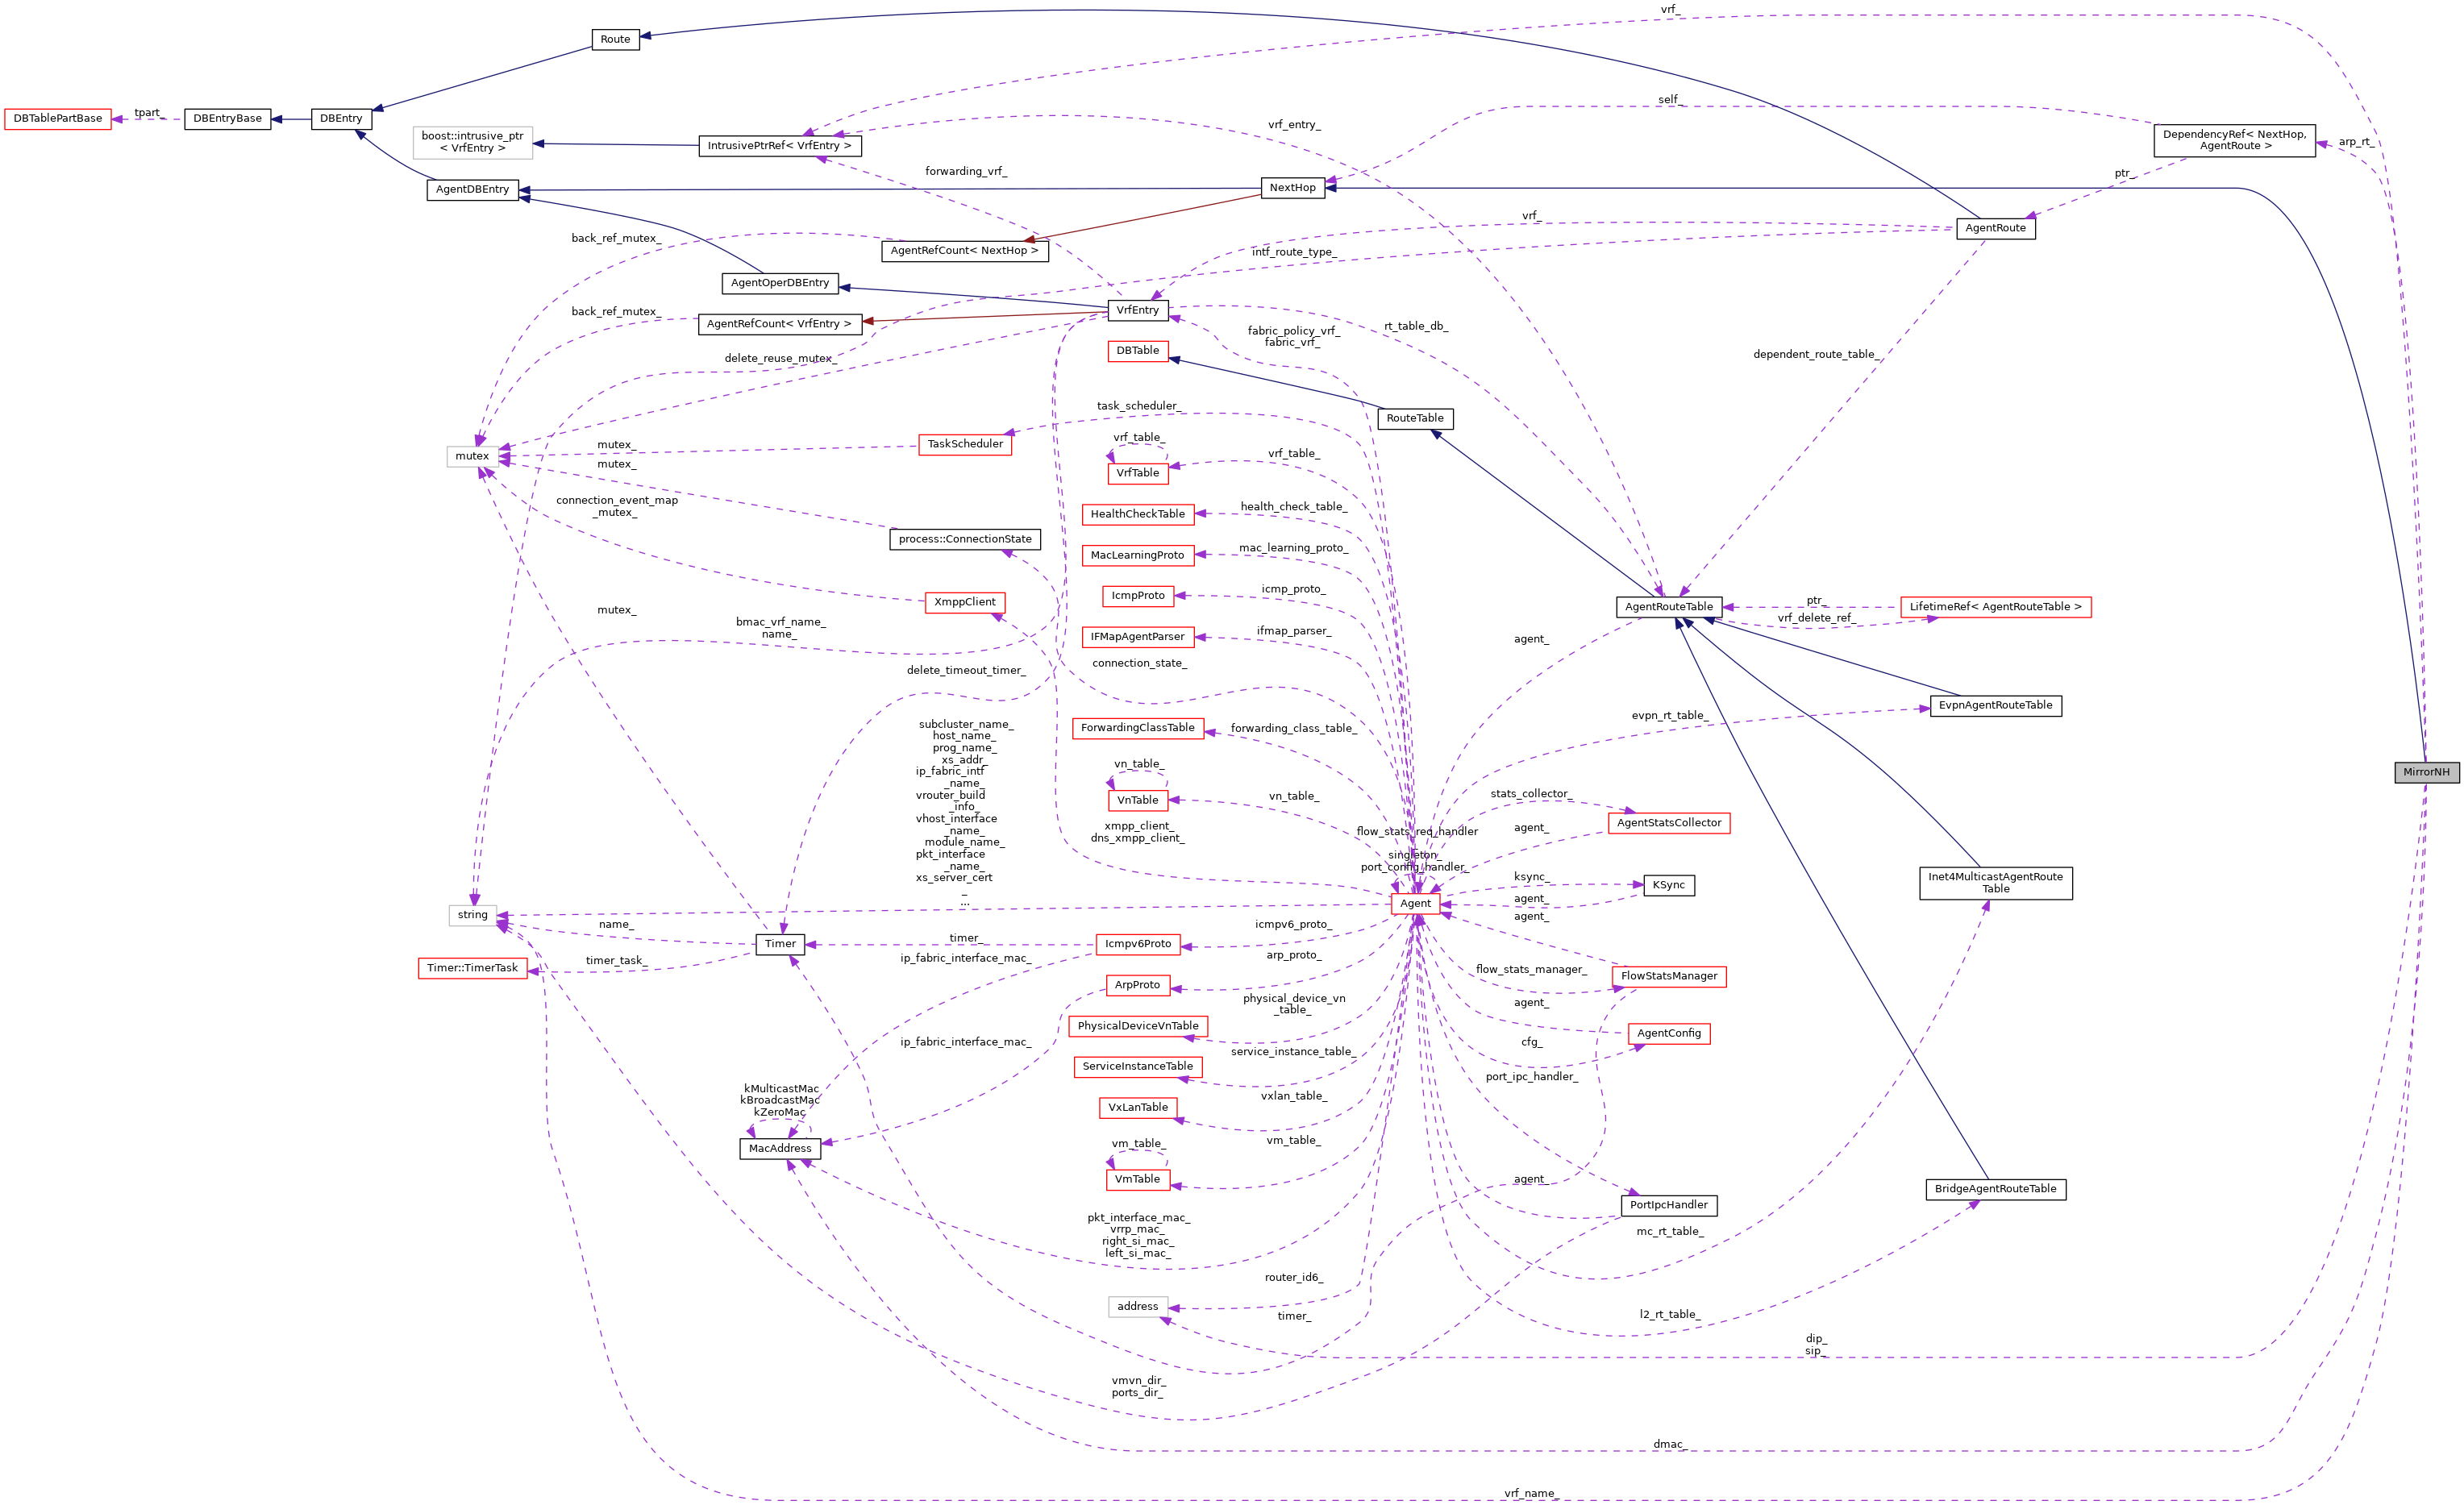 vrf_
Route
self_
DBTablePartBase
tpart_
DBEntryBase
DBEntry
vrf_entry_
boost::intrusive_ptr
< VrfEntry >
IntrusivePtrRef< VrfEntry >
DependencyRef< NextHop,
AgentRoute >
arp_rt_
forwarding_vrf_
ptr_
AgentDBEntry
NextHop
vrf_
AgentRoute
back_ref_mutex_
AgentRefCount< NextHop >
intf_route_type_
AgentOperDBEntry
back_ref_mutex_
AgentRefCount< VrfEntry >
VrfEntry
rt_table_db_
fabric_policy_vrf_
fabric_vrf_
delete_reuse_mutex_
DBTable
dependent_route_table_
task_scheduler_
RouteTable
mutex_
TaskScheduler
vrf_table_
vrf_table_
mutex
mutex_
VrfTable
connection_event_map
_mutex_
health_check_table_
HealthCheckTable
process::ConnectionState
mac_learning_proto_
MacLearningProto
icmp_proto_
IcmpProto
XmppClient
mutex_
bmac_vrf_name_
name_
ifmap_parser_
IFMapAgentParser
agent_
AgentRouteTable
ptr_
vrf_delete_ref_
LifetimeRef< AgentRouteTable >
delete_timeout_timer_
connection_state_
EvpnAgentRouteTable
evpn_rt_table_
subcluster_name_
host_name_
prog_name_
xs_addr_
ip_fabric_intf
_name_
vrouter_build
_info_
vhost_interface
_name_
module_name_
pkt_interface
_name_
xs_server_cert
_
...
ForwardingClassTable
forwarding_class_table_
vn_table_
VnTable
vn_table_
MirrorNH
stats_collector_
AgentStatsCollector
xmpp_client_
dns_xmpp_client_
flow_stats_req_handler
_
singleton_
port_config_handler_
agent_
ksync_
KSync
agent_
Inet4MulticastAgentRoute
Table
Agent
string
agent_
name_
Timer
timer_
Icmpv6Proto
icmpv6_proto_
Timer::TimerTask
timer_task_
ip_fabric_interface_mac_
arp_proto_
ArpProto
flow_stats_manager_
FlowStatsManager
physical_device_vn
_table_
PhysicalDeviceVnTable
agent_
AgentConfig
cfg_
ip_fabric_interface_mac_
service_instance_table_
ServiceInstanceTable
port_ipc_handler_
kMulticastMac
kBroadcastMac
kZeroMac
vxlan_table_
VxLanTable
MacAddress
vm_table_
vm_table_
VmTable
agent_
BridgeAgentRouteTable
PortIpcHandler
pkt_interface_mac_
vrrp_mac_
right_si_mac_
left_si_mac_
mc_rt_table_
router_id6_
address
timer_
l2_rt_table_
dip_
sip_
vmvn_dir_
ports_dir_
dmac_
vrf_name_